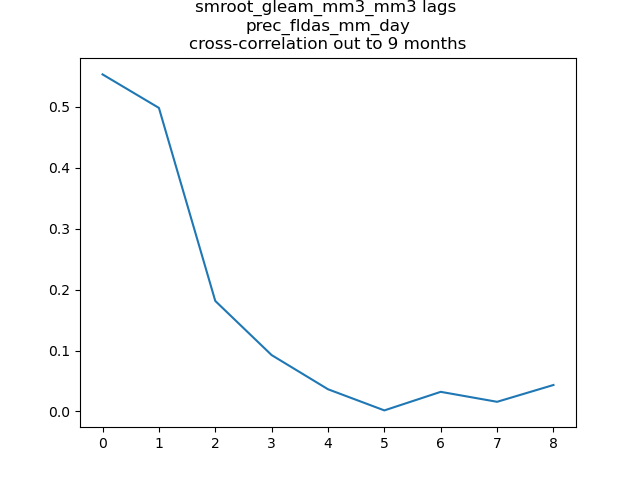 smroot_gleam_mm3_mm3 lags
prec_fldas_mm_day
cross-correlation out to 9 months
0.5
0.4
0.3
0.2
0.1
0.0
0 1 2 3 4 5 6 7 8